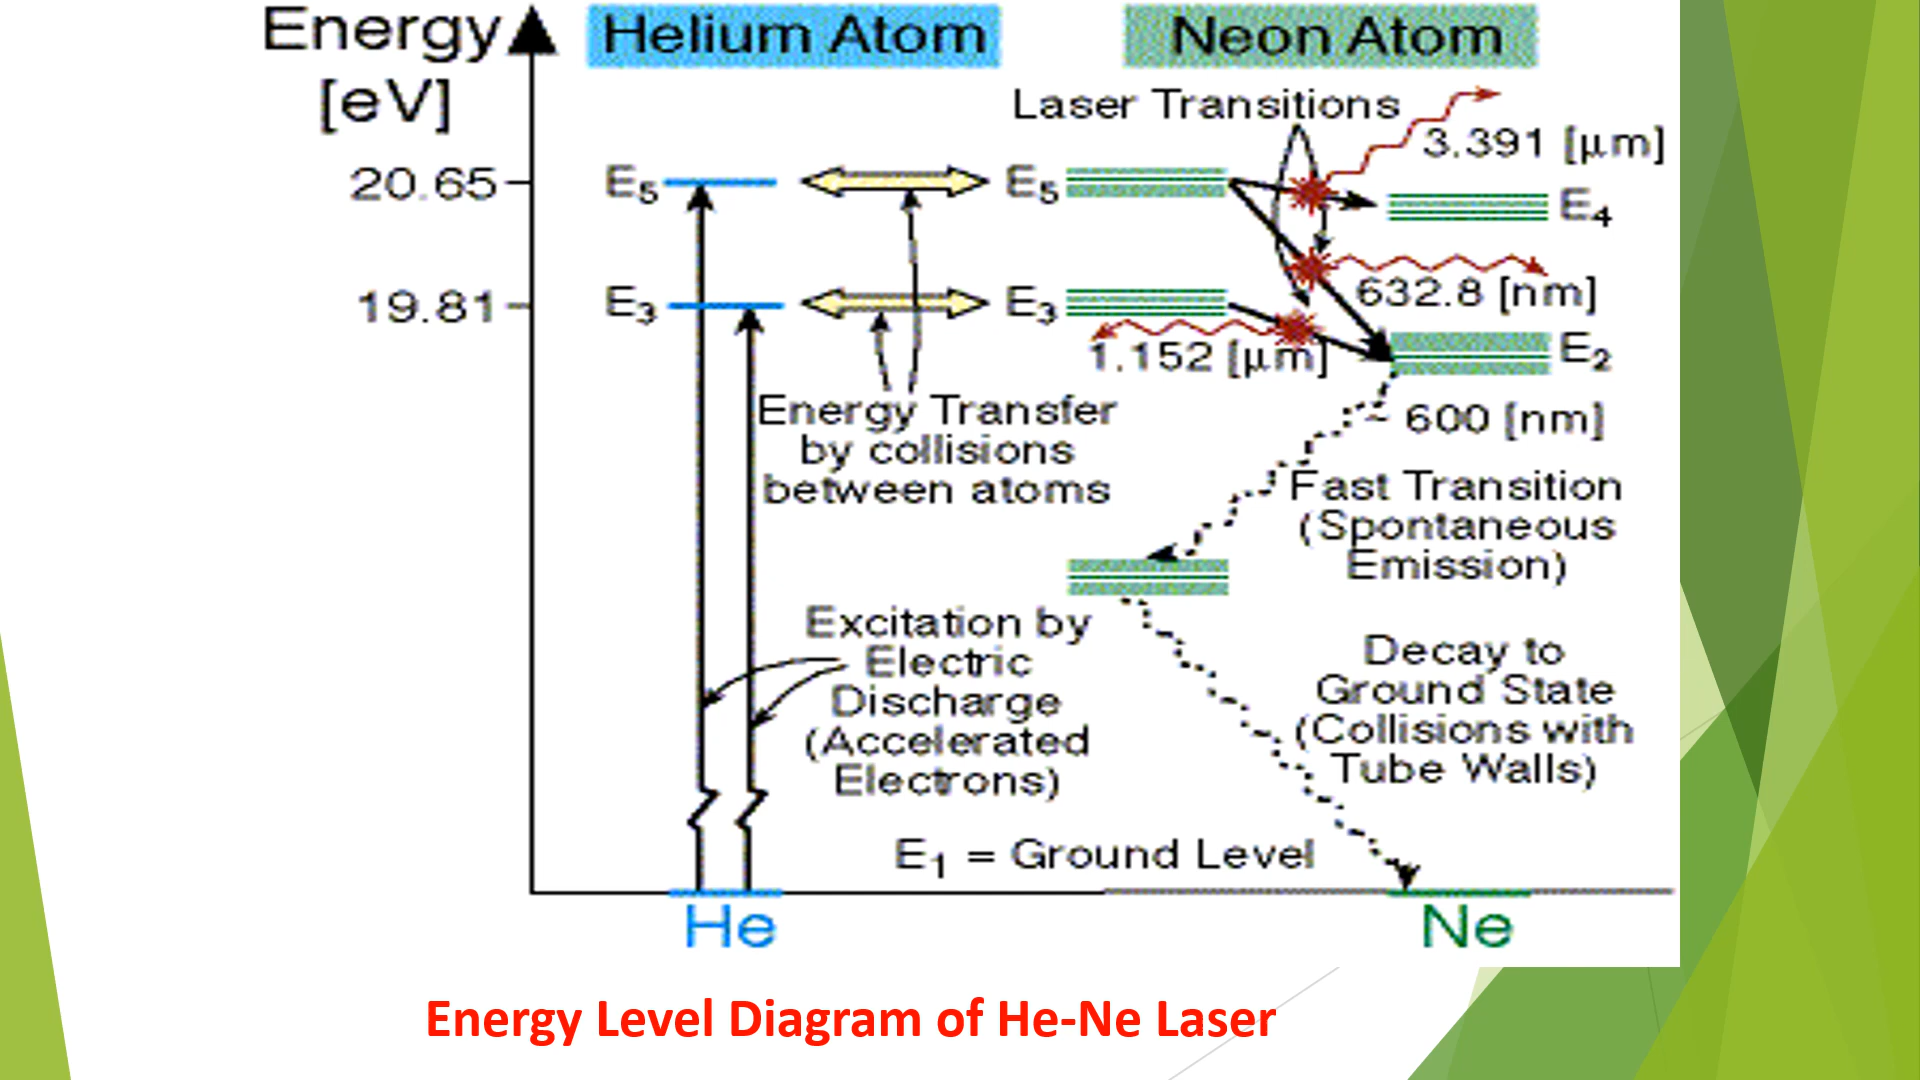 Energy
[eV]
Helium Atom
Neon Atom
Laser Transitions
3.391 [μm]
20.65
E5
E5
E4
632.8 [nm]
19.81
E3
E3
1.152 [μm]
E2
~ 600 [nm]
Energy Transfer
by collisions
between atoms
Fast Transition
(Spontaneous
Emission)
Excitation by
Electric
Discharge
(Accelerated
Electrons)
Decay to
Ground State
(Collisions with
Tube Walls)
E1 = Ground Level
He
Ne
Energy Level Diagram of He-Ne Laser